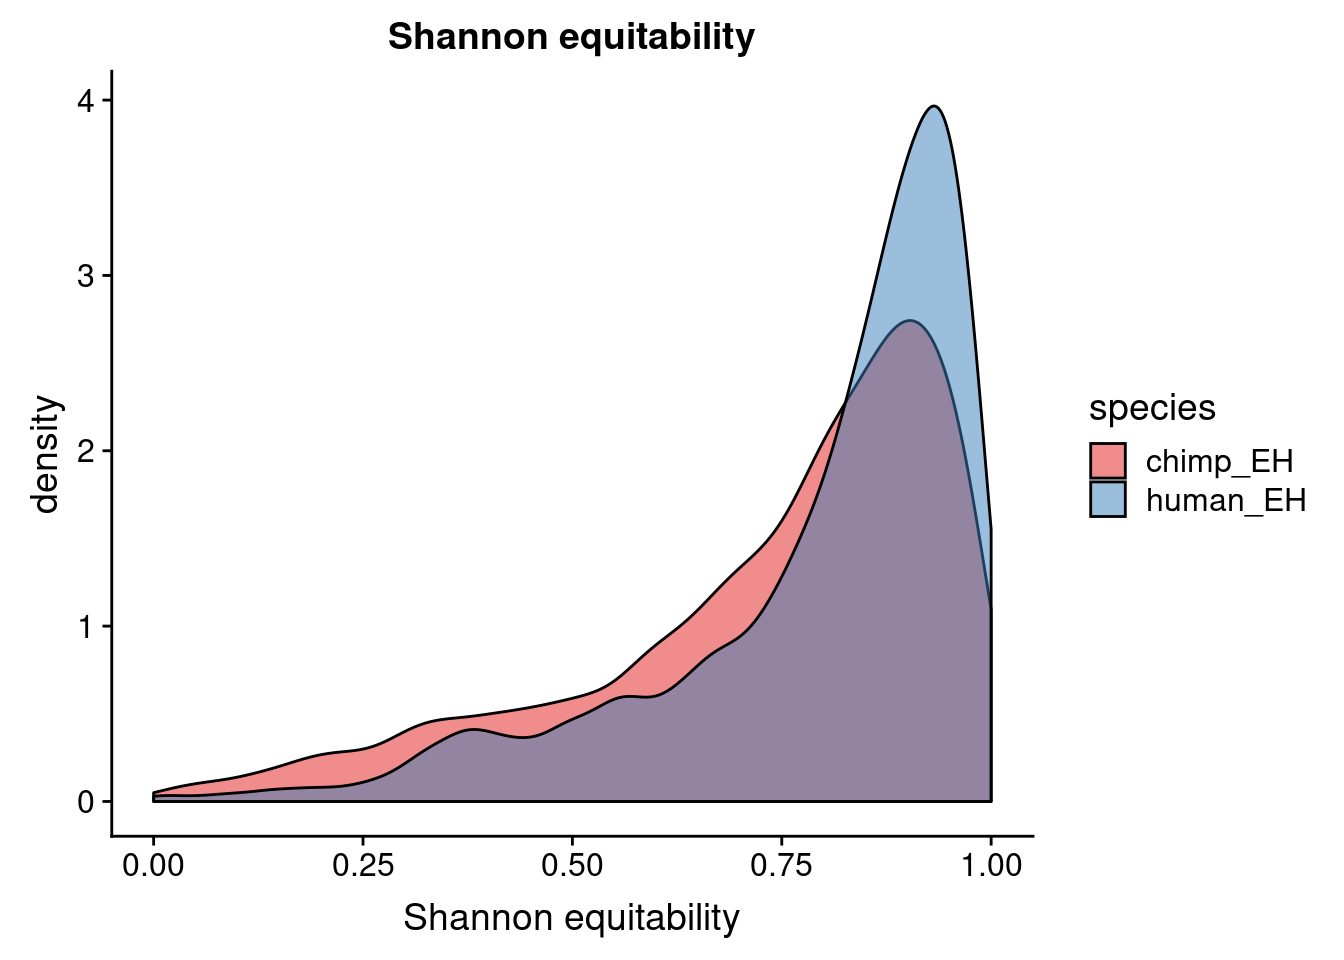 Shannon equitability
4
3
2
1
0
density
0.00 0.25 0.50 0.75 1.00
Shannon equitability
species
chimp_EH
human_EH